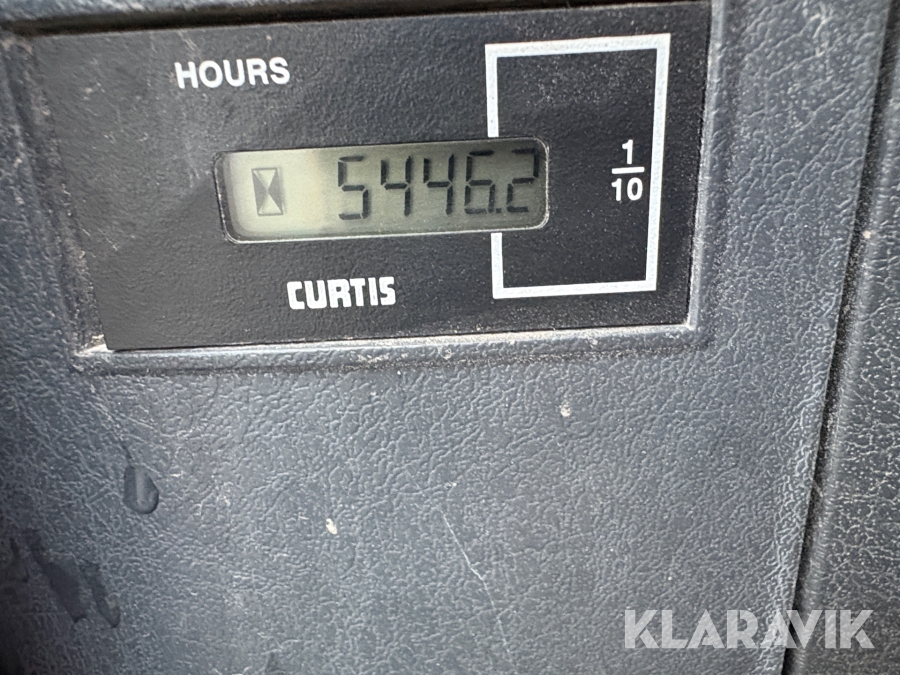 HOURS
5446.2
1/10
CURTIS
KLARAVIK